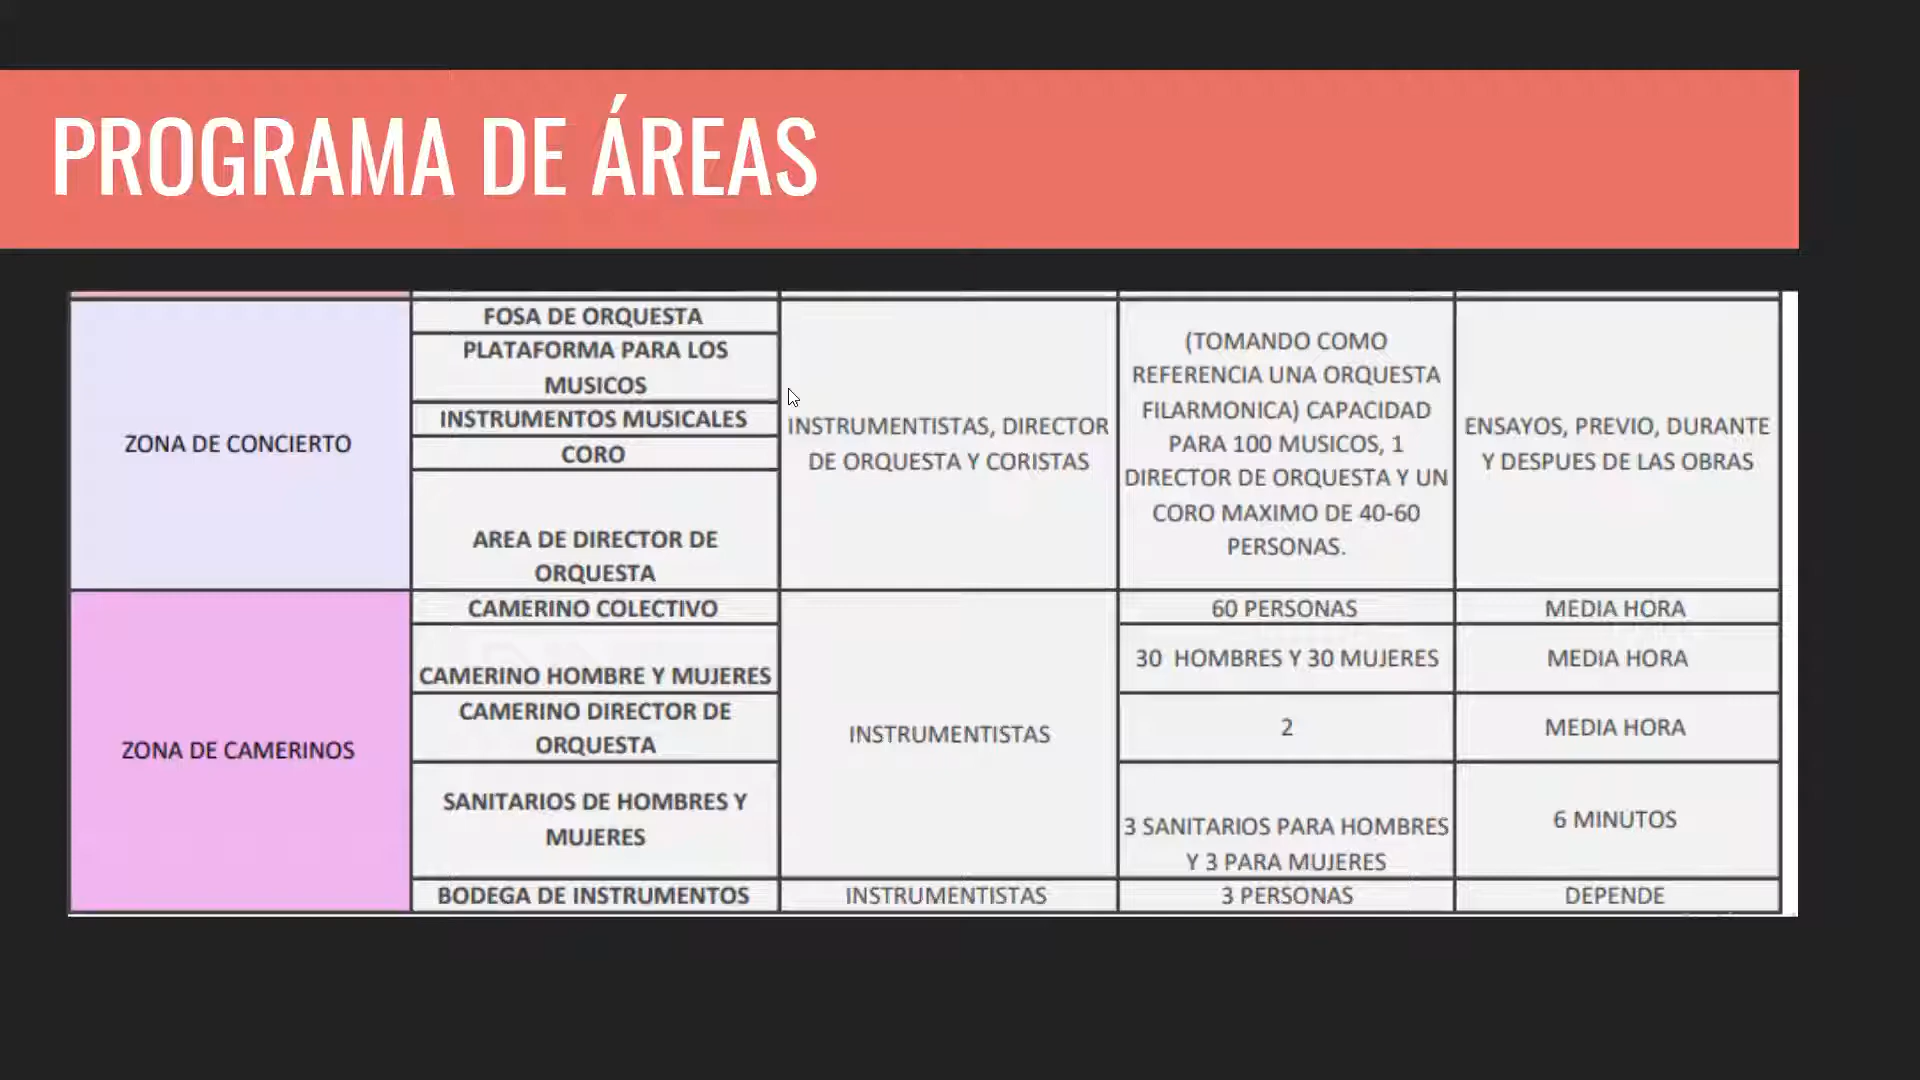 PROGRAMA DE ÁREAS
ZONA DE CONCIERTO
FOSA DE ORQUESTA
PLATAFORMA PARA LOS
MUSICOS
INSTRUMENTOS MUSICALES
CORO
AREA DE DIRECTOR DE
ORQUESTA
INSTRUMENTISTAS, DIRECTOR
DE ORQUESTA Y CORISTAS
(TOMANDO COMO
REFERENCIA UNA ORQUESTA
FILARMONICA) CAPACIDAD
PARA 100 MUSICOS, 1
DIRECTOR DE ORQUESTA Y UN
CORO MAXIMO DE 40-60
PERSONAS.
ENSAYOS, PREVIO, DURANTE
Y DESPUES DE LAS OBRAS
ZONA DE CAMERINOS
CAMERINO COLECTIVO
INSTRUMENTISTAS
60 PERSONAS
MEDIA HORA
CAMERINO HOMBRE Y MUJERES
30 HOMBRES Y 30 MUJERES
MEDIA HORA
CAMERINO DIRECTOR DE
ORQUESTA
2
MEDIA HORA
SANITARIOS DE HOMBRES Y
MUJERES
3 SANITARIOS PARA HOMBRES
Y 3 PARA MUJERES
6 MINUTOS
BODEGA DE INSTRUMENTOS
INSTRUMENTISTAS
3 PERSONAS
DEPENDE